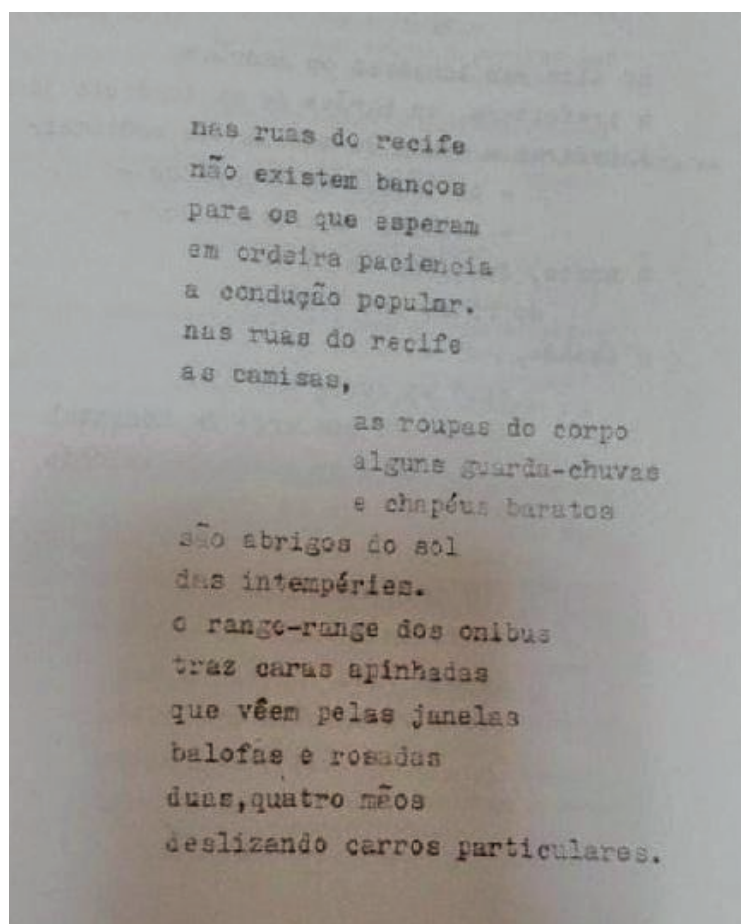 nas ruas do recife
não existem bancos
para os que esperam
em ordeira paciencia
a condução popular.
nas ruas do recife
as camisas,
as roupas do corpo
alguns guarda-chuvas
e chapéus baratos
são abrigos do sol
das intempéries.
o range-range dos onibus
traz caras apinhadas
que vêem pelas janelas
balofas e rosadas
duas,quatro mãos
deslizando carros particulares.